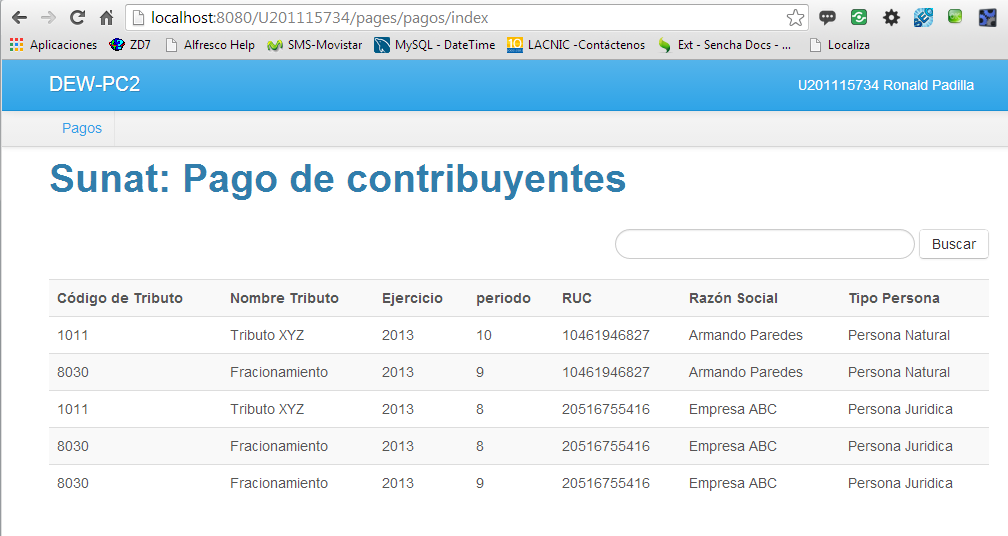 localhost:8080/U201115734/pages/pagos/index
Aplicaciones ZD7 Alfresco Help SMS-Movistar MySQL - DateTime LACNIC -Contáctenos Ext - Sencha Docs - ... Localiza
DEW-PC2 U201115734 Ronald Padilla
Pagos
Sunat: Pago de contribuyentes
Buscar
Código de Tributo Nombre Tributo Ejercicio periodo RUC Razón Social Tipo Persona
1011 Tributo XYZ 2013 10 10461946827 Armando Paredes Persona Natural
8030 Fracionamiento 2013 9 10461946827 Armando Paredes Persona Natural
1011 Tributo XYZ 2013 8 20516755416 Empresa ABC Persona Juridica
8030 Fracionamiento 2013 8 20516755416 Empresa ABC Persona Juridica
8030 Fracionamiento 2013 9 20516755416 Empresa ABC Persona Juridica